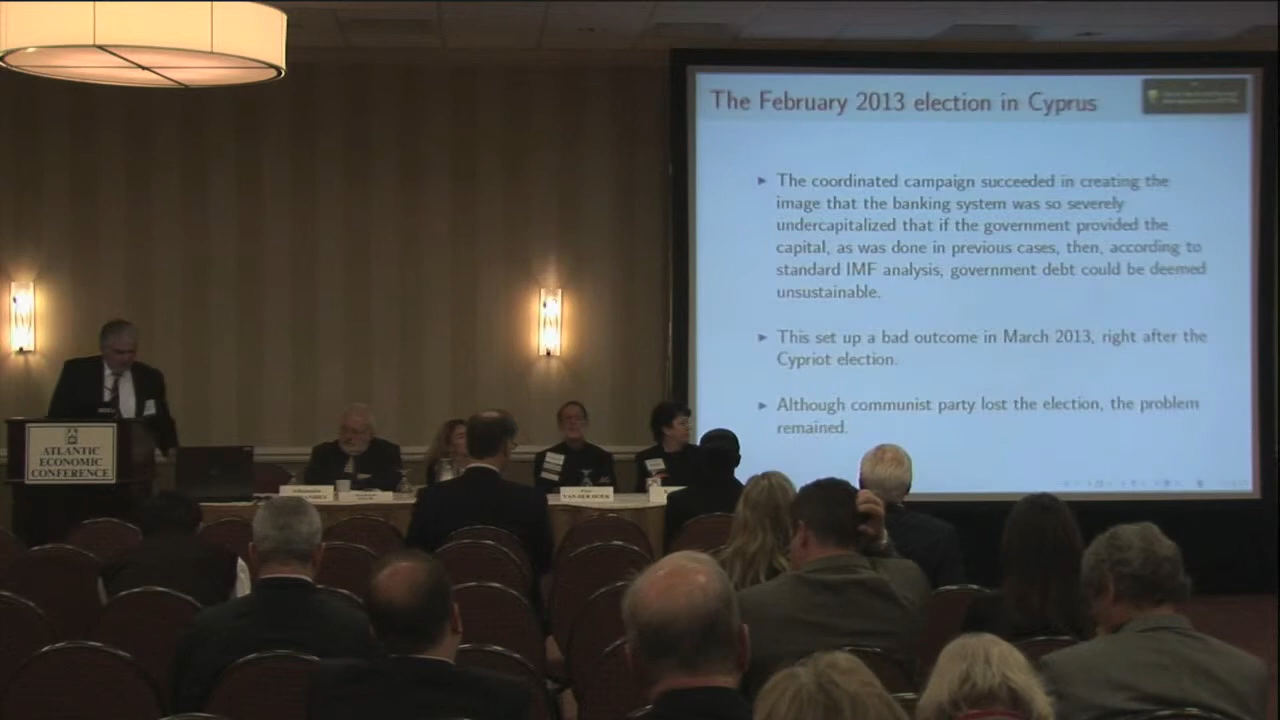 The February 2013 election in Cyprus
► The coordinated campaign succeeded in creating the
image that the banking system was so severely
undercapitalized that if the government provided the
capital, as was done in previous cases, then, according to
standard IMF analysis, government debt could be deemed
unsustainable.
► This set up a bad outcome in March 2013, right after the
Cypriot election.
► Although communist party lost the election, the problem
remained.
ATLANTIC
ECONOMIC
CONFERENCE